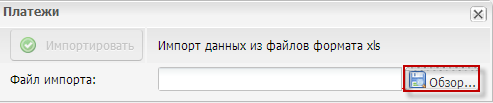 Платежи
Импортировать Импорт данных из файлов формата xls
Файл импорта: Обзор...